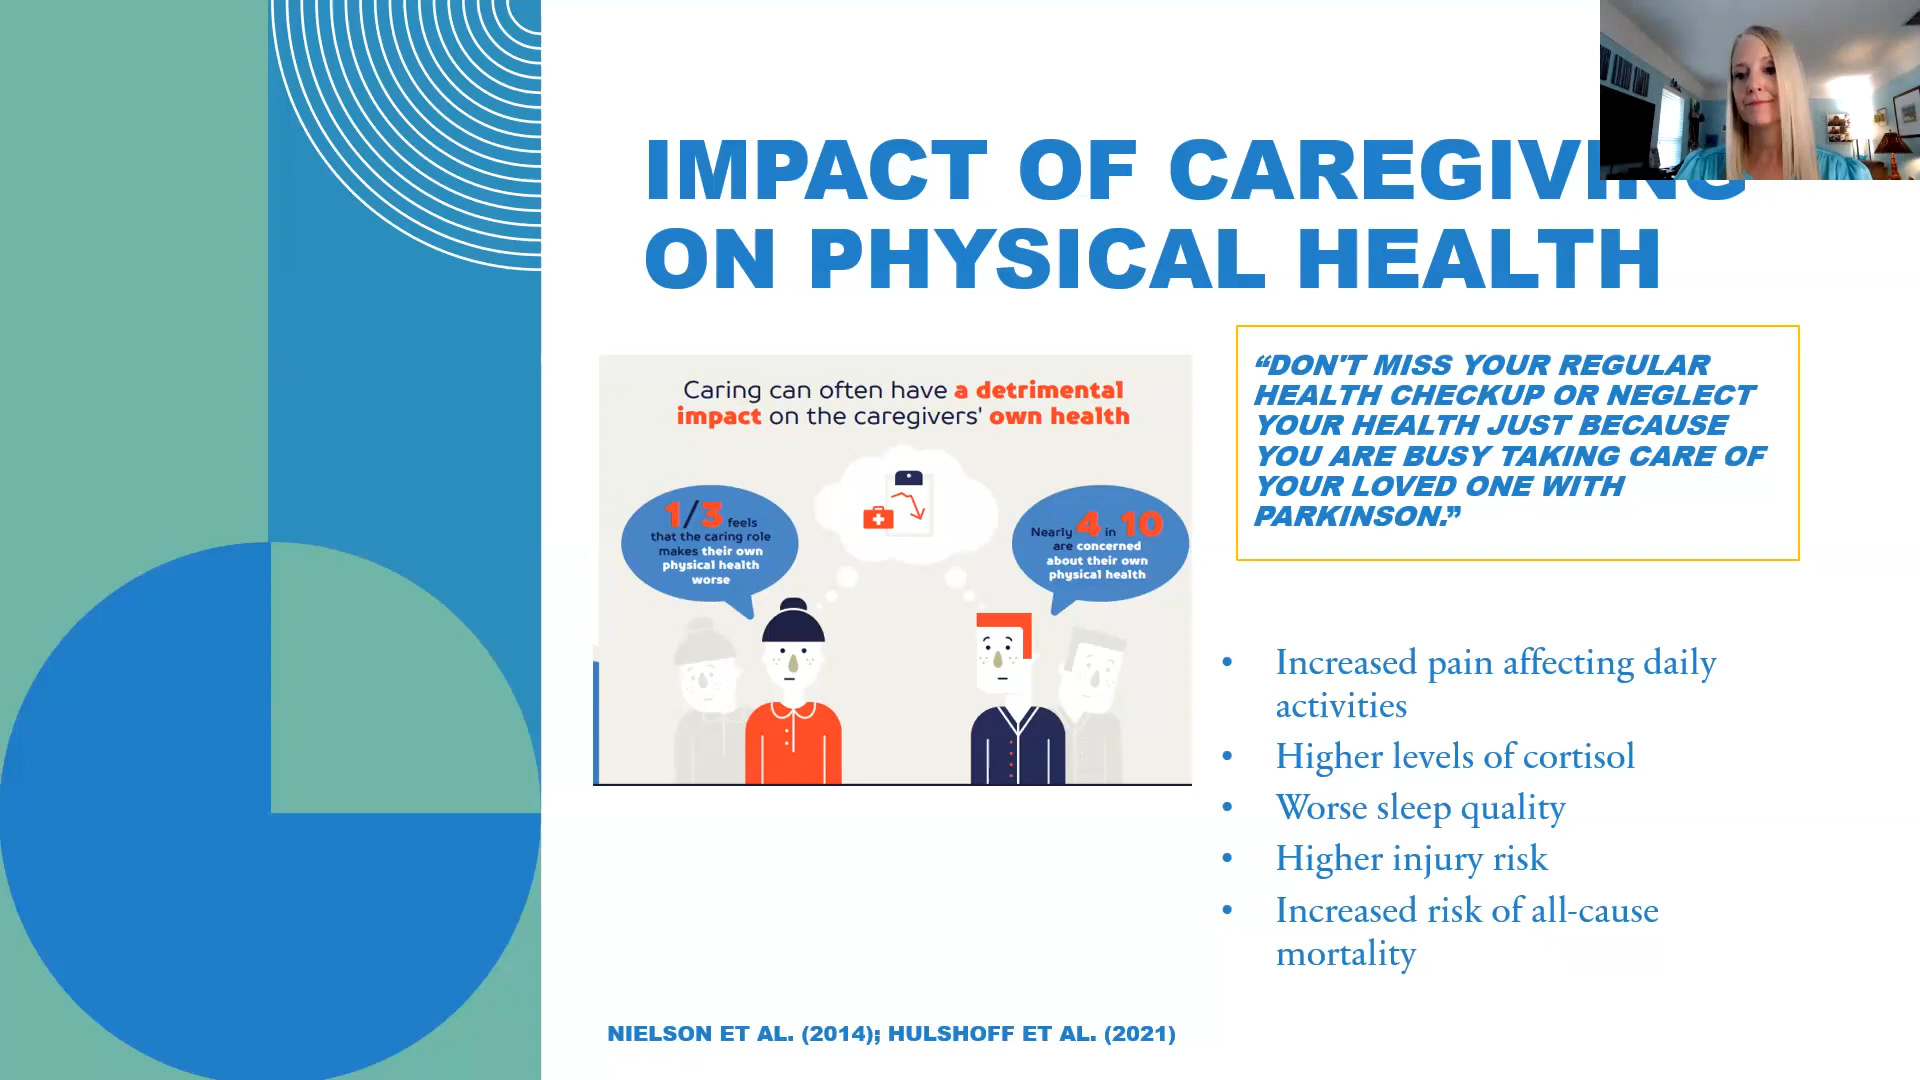 IMPACT OF CAREGIVING
ON PHYSICAL HEALTH
Caring can often have a detrimental
impact on the caregivers' own health
1/3 feels
that the caring role
makes their own
physical health
worse
Nearly 4 in 10
are concerned
about their own
physical health
“DON'T MISS YOUR REGULAR
HEALTH CHECKUP OR NEGLECT
YOUR HEALTH JUST BECAUSE
YOU ARE BUSY TAKING CARE OF
YOUR LOVED ONE WITH
PARKINSON.”
• Increased pain affecting daily
activities
• Higher levels of cortisol
• Worse sleep quality
• Higher injury risk
• Increased risk of all-cause
mortality
NIELSON ET AL. (2014); HULSHOFF ET AL. (2021)